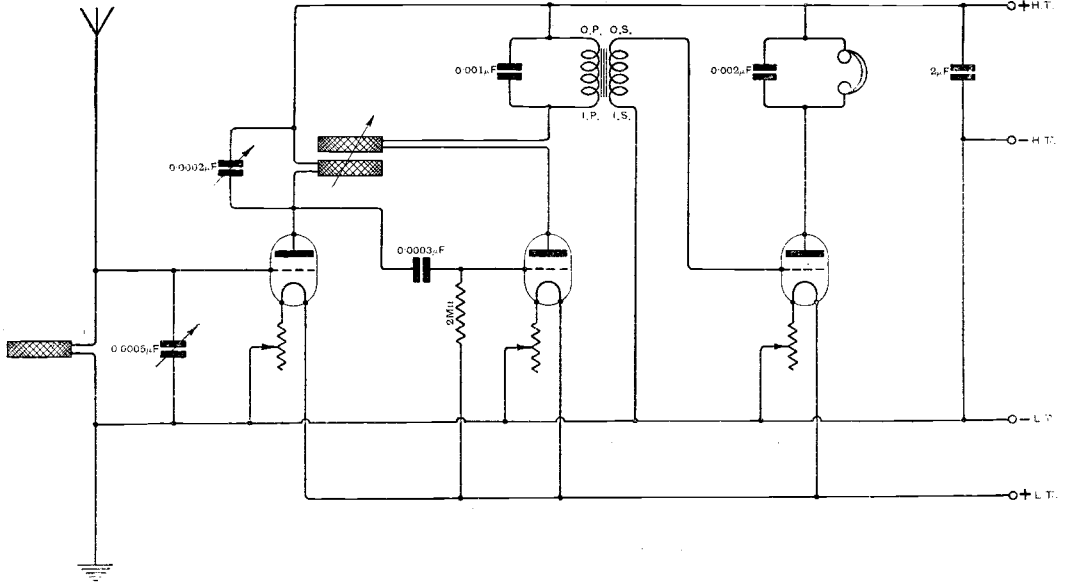 + H.T.
O.P. O.S.
0·001µF
0·002µF
2µF
I.P. I.S.
- H.T.
0·0002µF
0·0003µF
2MΩ
0·0005µF
- L.T.
+ L.T.